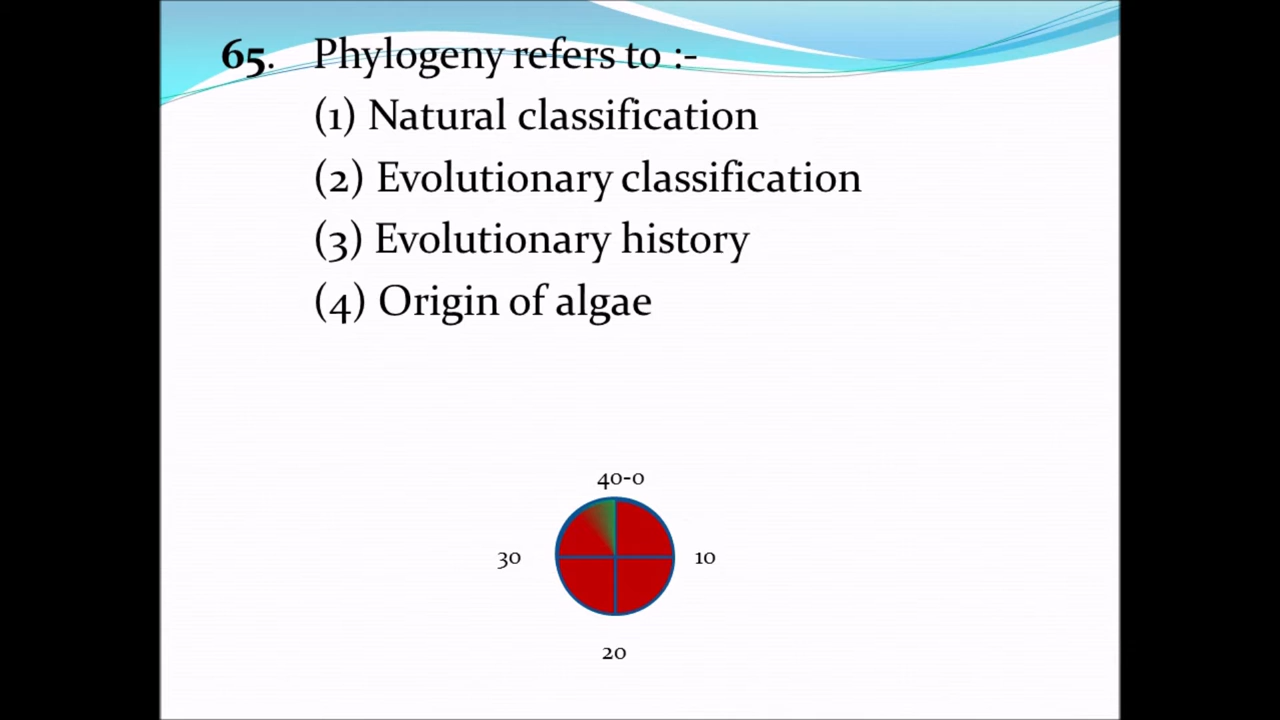 65. Phylogeny refers to :-
(1) Natural classification
(2) Evolutionary classification
(3) Evolutionary history
(4) Origin of algae
40-0
30
10
20